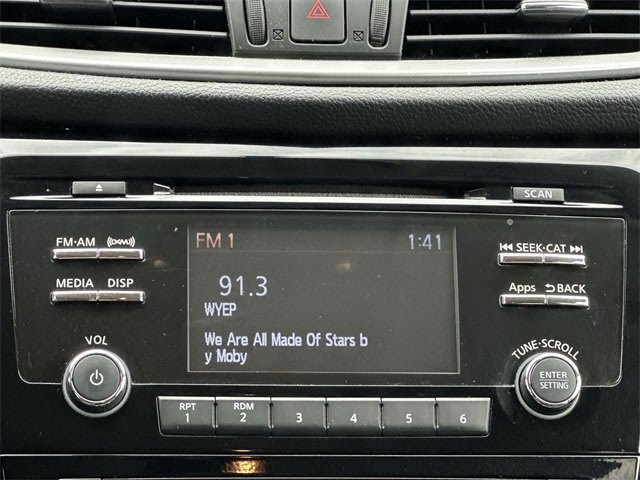 SCAN
FM·AM ((XM))
SEEK·CAT
MEDIA DISP
Apps BACK
VOL
TUNE·SCROLL
ENTER
SETTING
FM 1 1:41
91.3
WYEP
We Are All Made Of Stars b
y Moby
RPT RDM
1 2 3 4 5 6